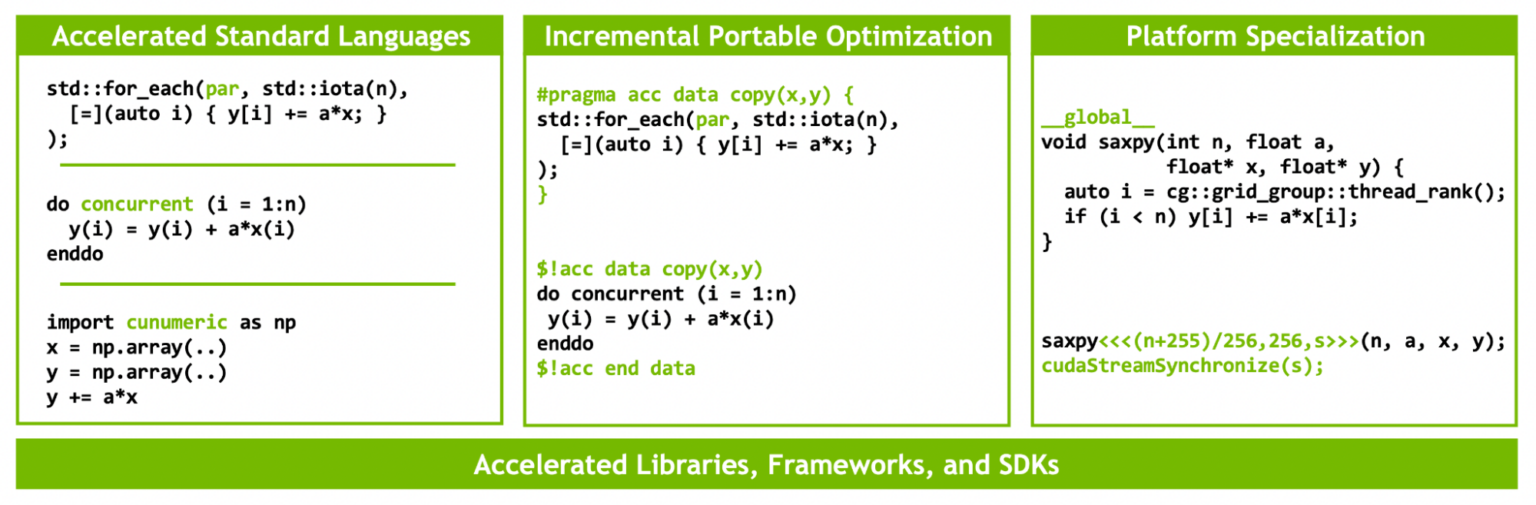 Accelerated Standard Languages
std::for_each(par, std::iota(n),
  [=](auto i) { y[i] += a*x; }
);
do concurrent (i = 1:n)
  y(i) = y(i) + a*x(i)
enddo
import cunumeric as np
x = np.array(..)
y = np.array(..)
y += a*x
Incremental Portable Optimization
#pragma acc data copy(x,y) {
std::for_each(par, std::iota(n),
  [=](auto i) { y[i] += a*x; }
);
}
$!acc data copy(x,y)
do concurrent (i = 1:n)
 y(i) = y(i) + a*x(i)
enddo
$!acc end data
Platform Specialization
__global__
void saxpy(int n, float a,
           float* x, float* y) {
  auto i = cg::grid_group::thread_rank();
  if (i < n) y[i] += a*x[i];
}
saxpy<<<(n+255)/256,256,s>>>(n, a, x, y);
cudaStreamSynchronize(s);
Accelerated Libraries, Frameworks, and SDKs